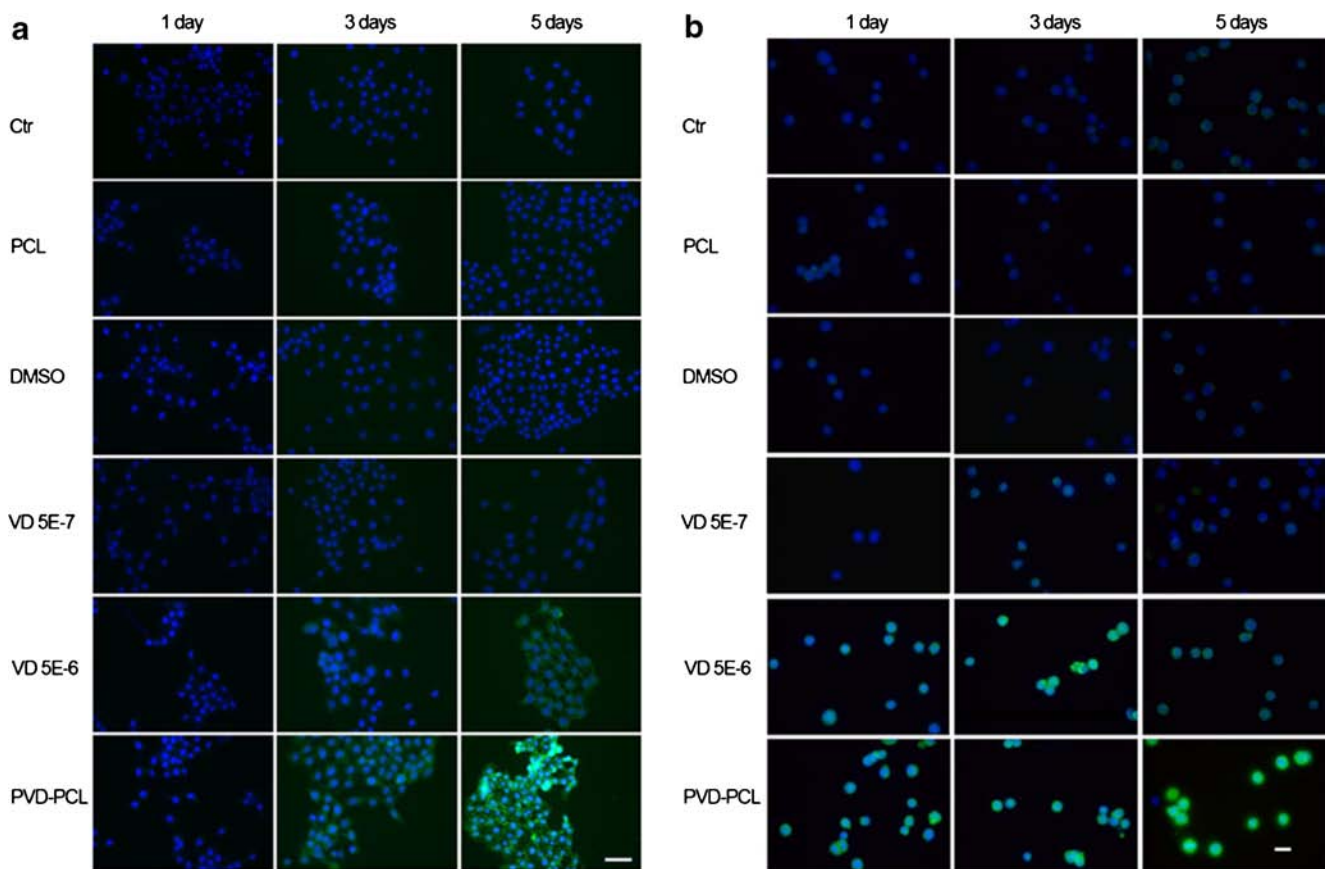 a 1 day 3 days 5 days b 1 day 3 days 5 days
Ctr Ctr
PCL PCL
DMSO DMSO
VD 5E-7 VD 5E-7
VD 5E-6 VD 5E-6
PVD-PCL PVD-PCL